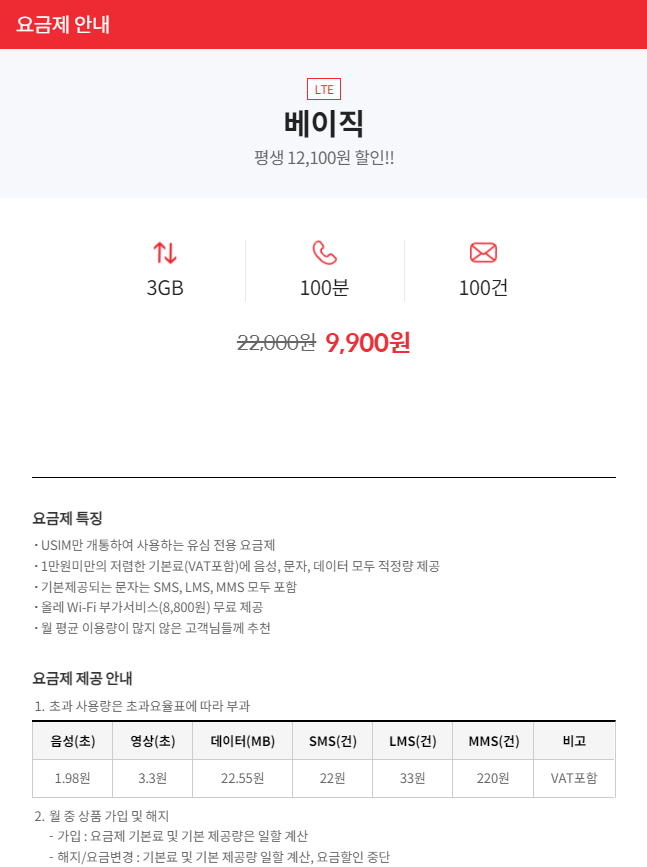 요금제 안내
LTE
베이직
평생 12,100원 할인!!
3GB 100분 100건
22,000원 9,900원
요금제 특징
· USIM만 개통하여 사용하는 유심 전용 요금제
· 1만원미만의 저렴한 기본료(VAT포함)에 음성, 문자, 데이터 모두 적정량 제공
· 기본제공되는 문자는 SMS, LMS, MMS 모두 포함
· 올레 Wi-Fi 부가서비스(8,800원) 무료 제공
· 월 평균 이용량이 많지 않은 고객님들께 추천
요금제 제공 안내
1. 초과 사용량은 초과요율표에 따라 부과
음성(초) 영상(초) 데이터(MB) SMS(건) LMS(건) MMS(건) 비고
1.98원 3.3원 22.55원 22원 33원 220원 VAT포함
2. 월 중 상품 가입 및 해지
- 가입 : 요금제 기본료 및 기본 제공량은 일할 계산
- 해지/요금변경 : 기본료 및 기본 제공량 일할 계산, 요금할인 중단